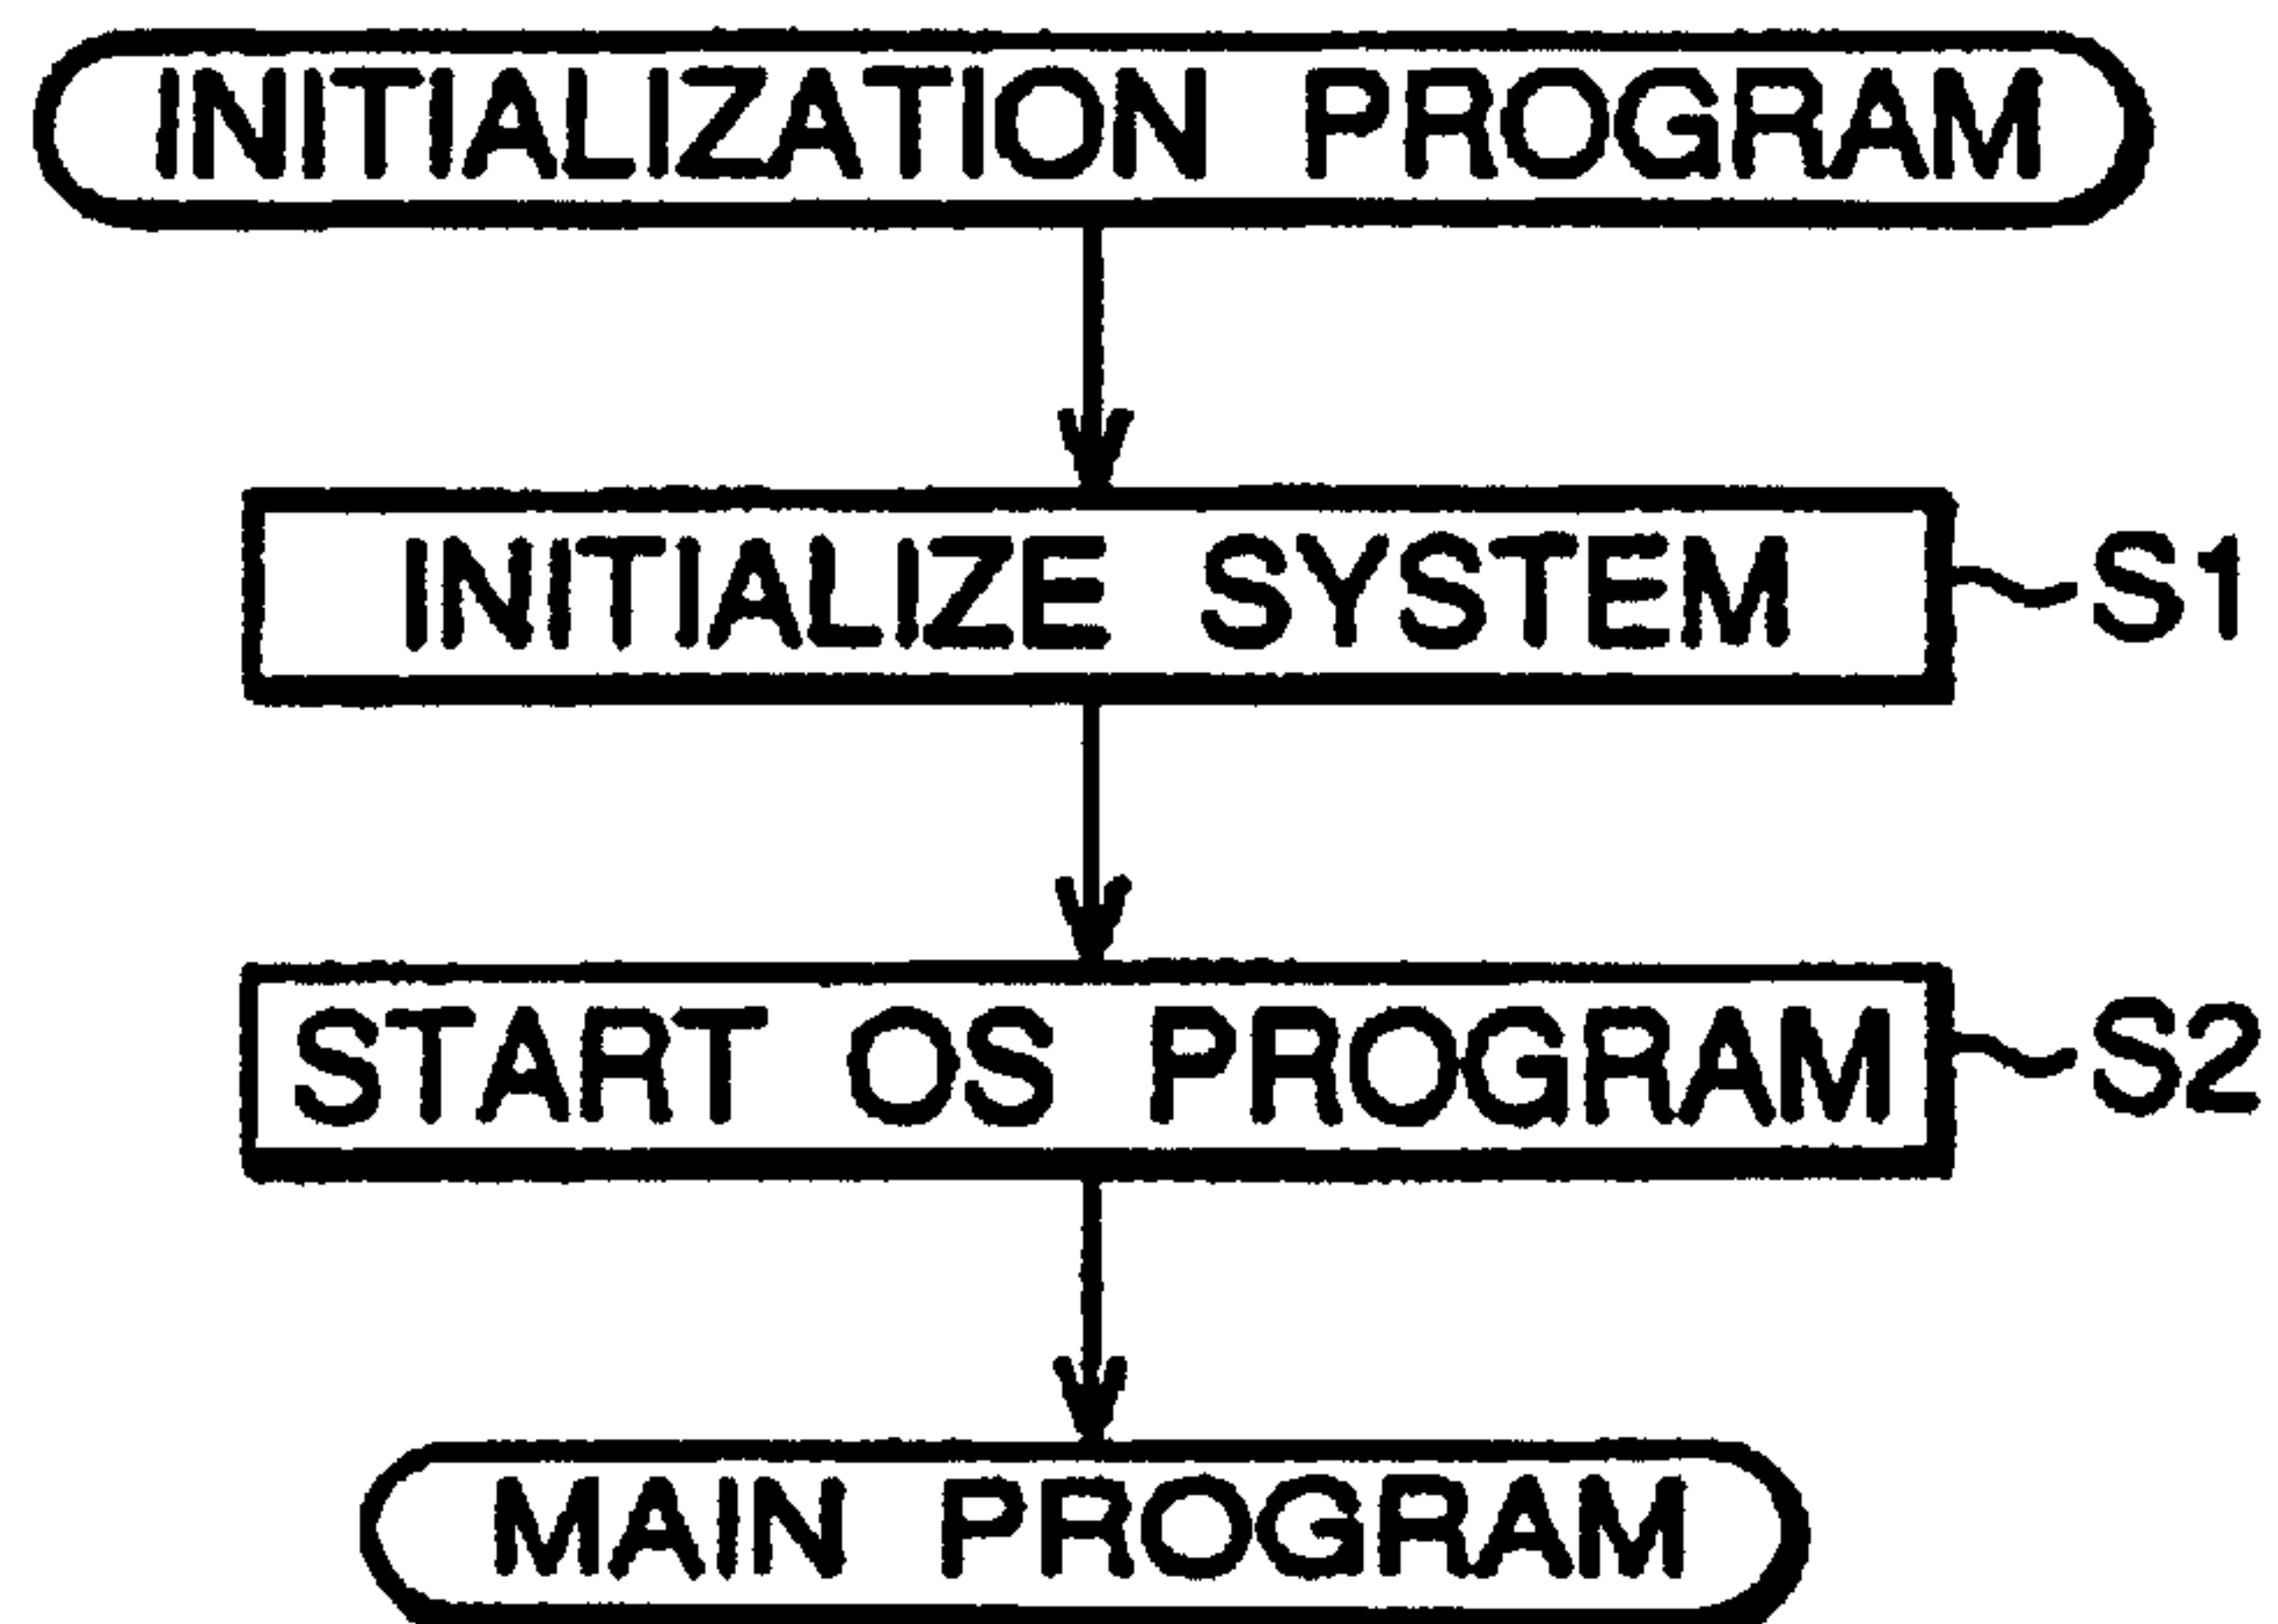 INITIALIZATION PROGRAM
INITIALIZE SYSTEM
S1
START OS PROGRAM
S2
MAIN PROGRAM